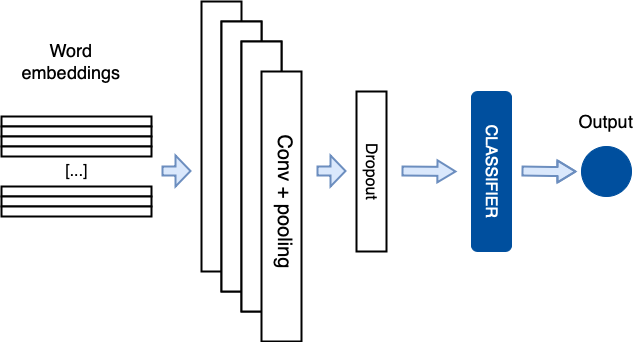 Word
embeddings
[...]
Conv + pooling
Dropout
CLASSIFIER
Output